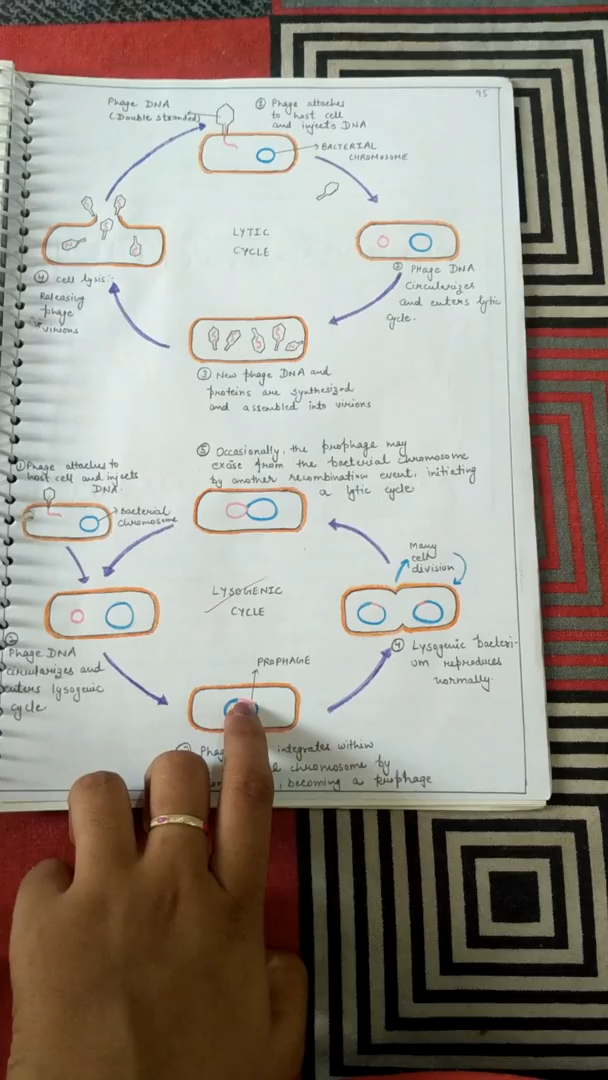 95
Phage DNA
(Double stranded)
① Phage attaches
to host cell
and injects DNA
BACTERIAL
CHROMOSOME
LYTIC
CYCLE
② Phage DNA
Circularizes
and enters lytic
cycle.
③ New phage DNA and
proteins are synthesized
and assembled into virions
④ Cell lysis:-
Releasing
phage
virions
① Phage attaches to
host cell and injects
DNA.
Bacterial
chromosome
⑤ Occasionally, the prophage may
excise from the bacterial chromosome
by another recombination event, initiating
a lytic cycle
Many
cell
division
LYSOGENIC
CYCLE
④ Lysogenic bacteri-
um reproduces
normally.
②
Phage DNA
circularizes and
enters lysogenic
cycle
PROPHAGE
Phag integrates within
chromosome by
, becoming a prophage